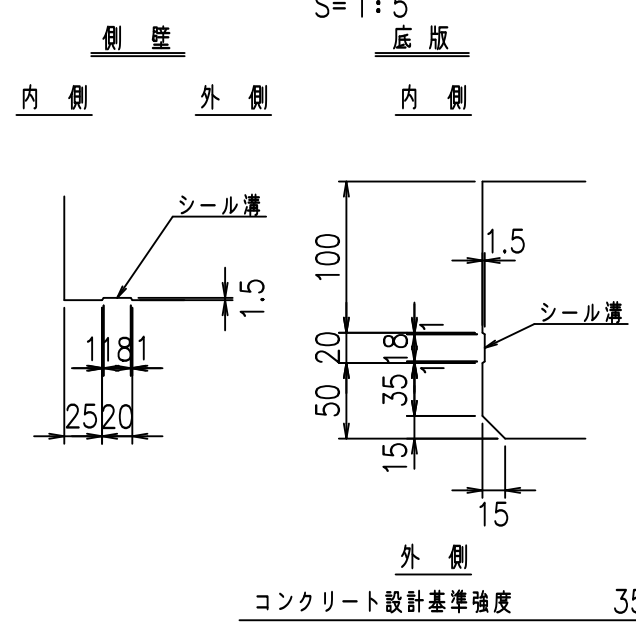 S=1:5
側 壁
底 版
内 側
外 側
内 側
シール溝
1.5
1 18 1
25 20
100
20
50
1
18
1
35
15
1.5
シール溝
15
外 側
コンクリート設計基準強度 35